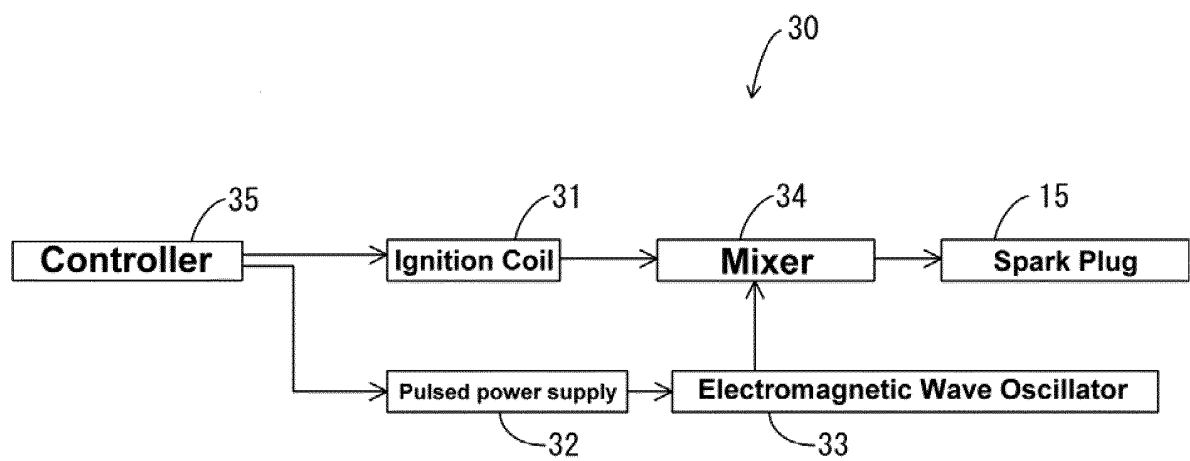 30
35
31
34
15
Controller
Ignition Coil
Mixer
Spark Plug
Pulsed power supply
Electromagnetic Wave Oscillator
32
33